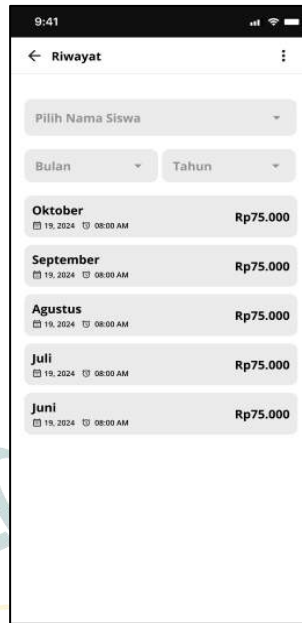 9:41
Riwayat
Pilih Nama Siswa
Bulan Tahun
Oktober
Rp75.000
19, 2024 08:00 AM
September
Rp75.000
19, 2024 08:00 AM
Agustus
Rp75.000
19, 2024 08:00 AM
Juli
Rp75.000
19, 2024 08:00 AM
Juni
Rp75.000
19, 2024 08:00 AM